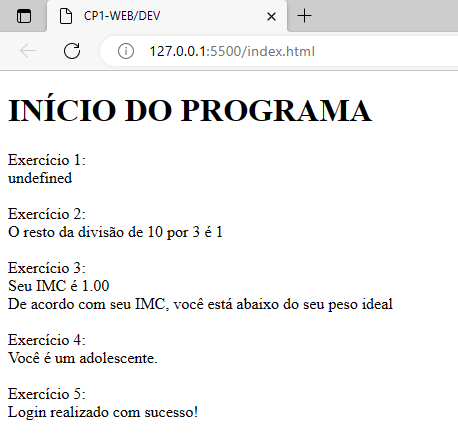 CP1-WEB/DEV
127.0.0.1:5500/index.html
INÍCIO DO PROGRAMA
Exercício 1:
undefined
Exercício 2:
O resto da divisão de 10 por 3 é 1
Exercício 3:
Seu IMC é 1.00
De acordo com seu IMC, você está abaixo do seu peso ideal
Exercício 4:
Você é um adolescente.
Exercício 5:
Login realizado com sucesso!